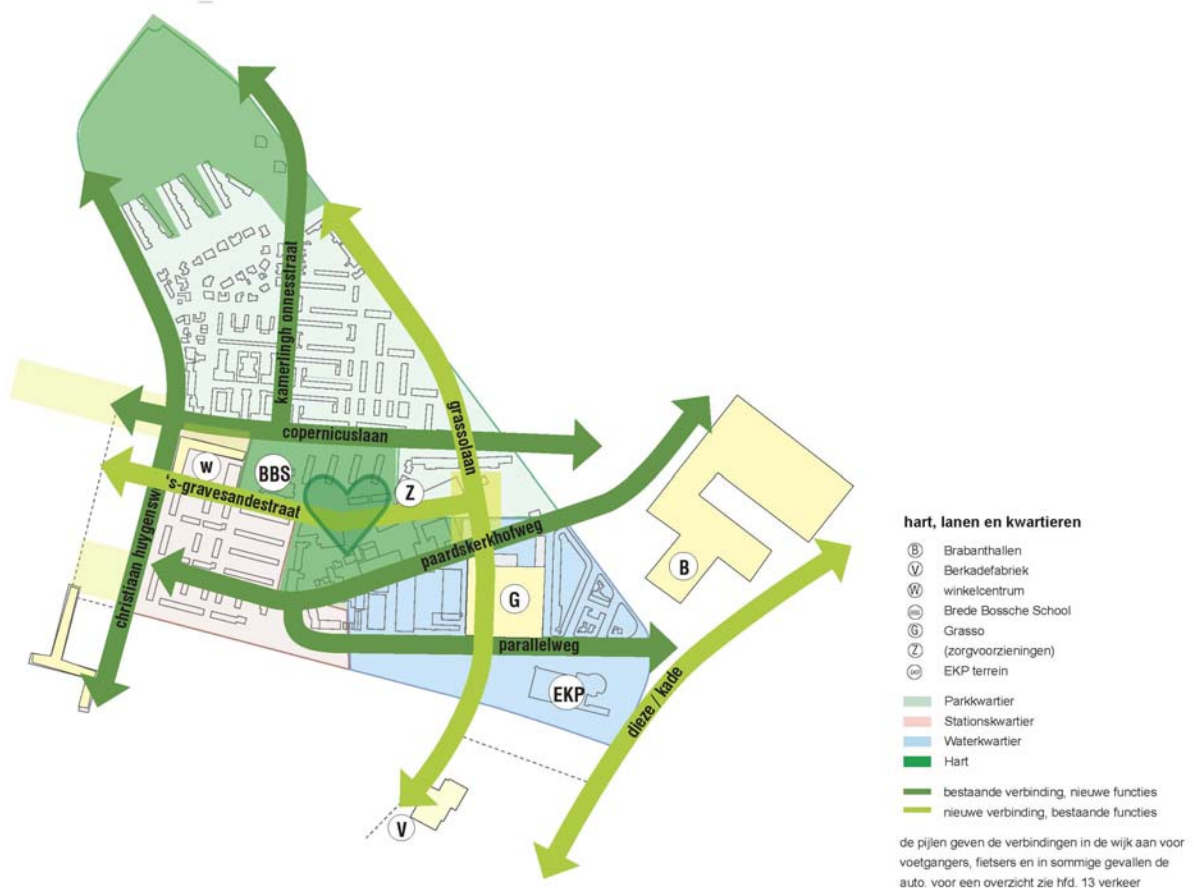 kamerlingh onnesstraat
grassolaan
copernicuslaan
W
BBS
Z
's-gravesandestraat
christiaan huygensw
paardskerkhofweg
B
G
parallelweg
EKP
dieze / kade
V
hart, lanen en kwartieren
B Brabanthallen
V Berkadefabriek
W winkelcentrum
BBS Brede Bossche School
G Grasso
Z (zorgvoorzieningen)
EKP EKP terrein
Parkkwartier
Stationskwartier
Waterkwartier
Hart
bestaande verbinding, nieuwe functies
nieuwe verbinding, bestaande functies
de pijlen geven de verbindingen in de wijk aan voor
voetgangers, fietsers en in sommige gevallen de
auto. voor een overzicht zie hfd. 13 verkeer